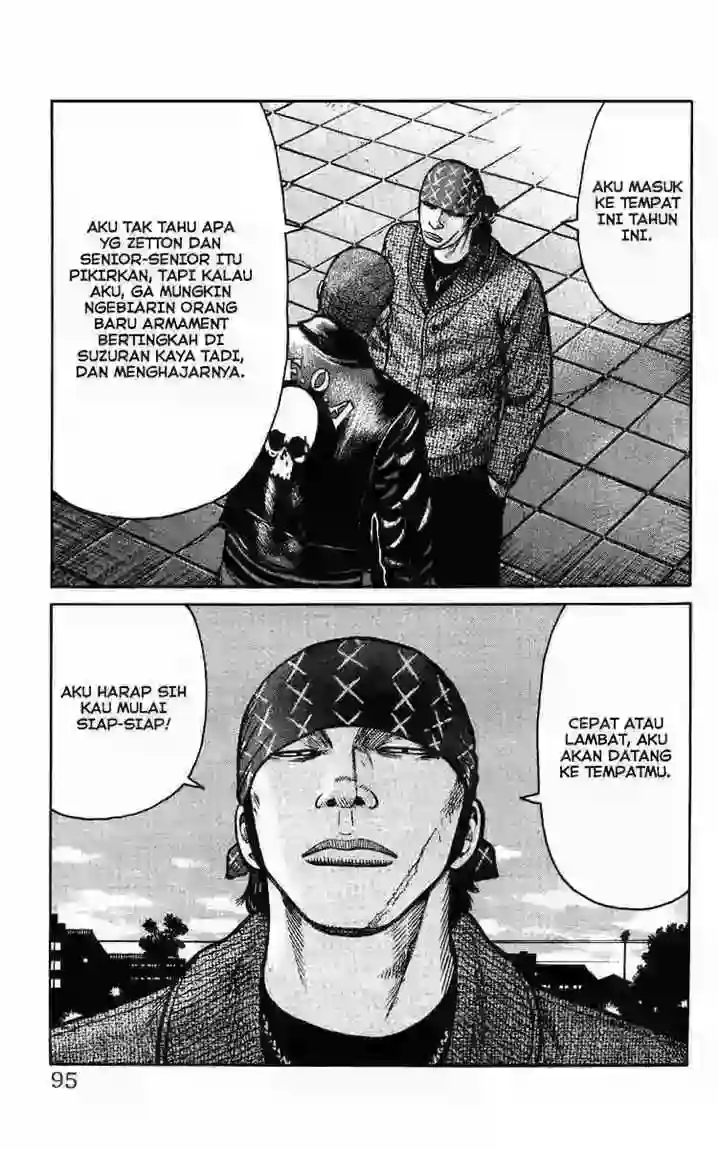 AKU MASUK
KE TEMPAT
INI TAHUN
INI.
AKU TAK TAHU APA
YG ZETTON DAN
SENIOR-SENIOR ITU
PIKIRKAN, TAPI KALAU
AKU, GA MUNGKIN
NGEBIARIN ORANG
BARU ARMAMENT
BERTINGKAH DI
SUZURAN KAYA TADI,
DAN MENGHAJARNYA.
F.O.A
CEPAT ATAU
LAMBAT, AKU
AKAN DATANG
KE TEMPATMU.
AKU HARAP SIH
KAU MULAI
SIAP-SIAP!
95